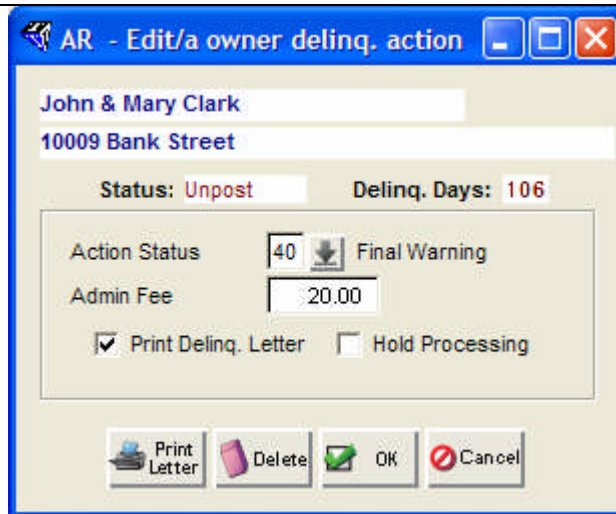 AR - Edit/a owner delinq. action
John & Mary Clark
10009 Bank Street
Status: Unpost Delinq. Days: 106
Action Status 40 Final Warning
Admin Fee 20.00
Print Delinq. Letter Hold Processing
Print Letter Delete OK Cancel